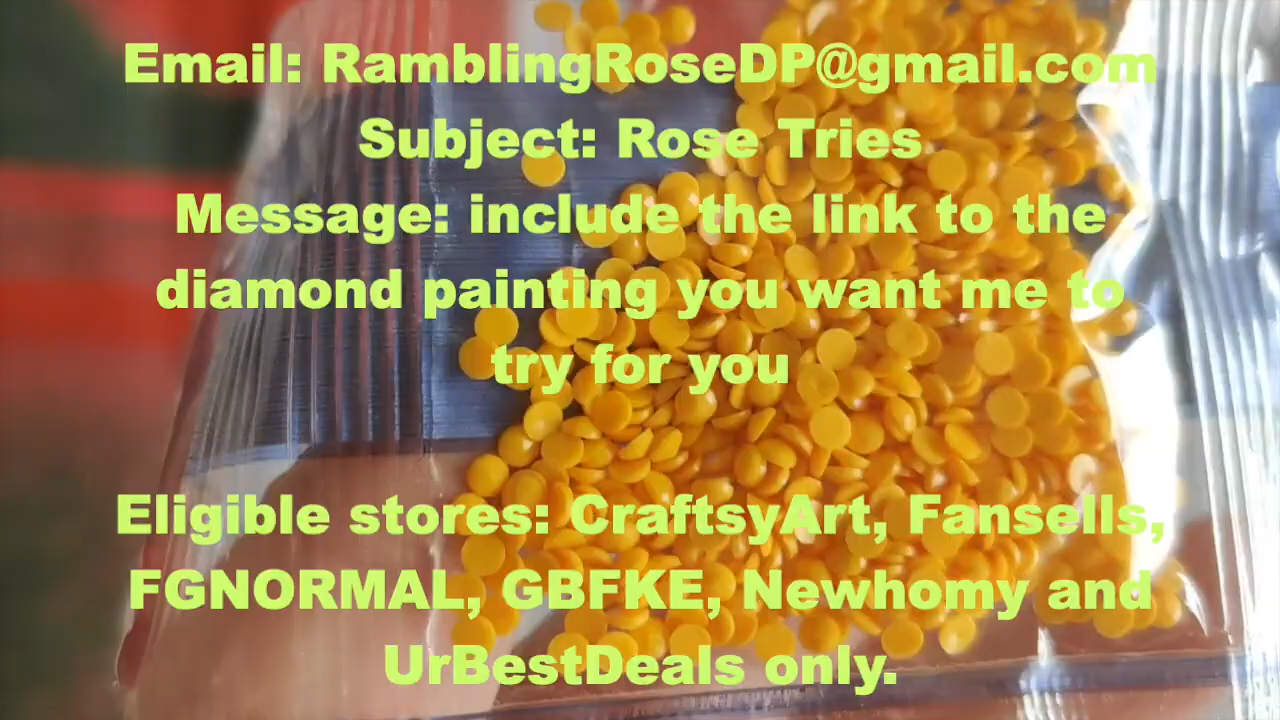 Email: RamblingRoseDP@gmail.com
Subject: Rose Tries
Message: include the link to the
diamond painting you want me to
try for you
Eligible stores: CraftsyArt, Fansells,
FGNORMAL, GBFKE, Newhomy and
UrBestDeals only.